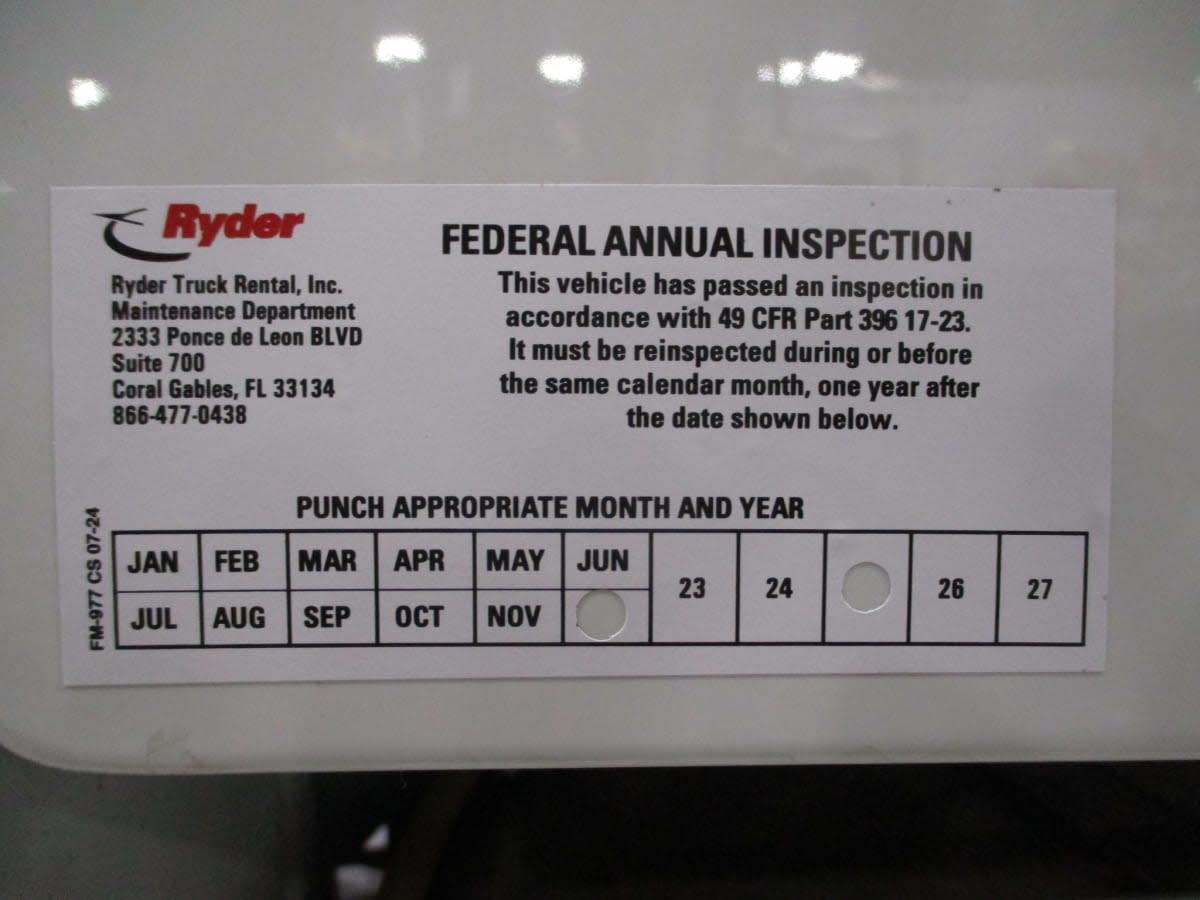 Ryder
Ryder Truck Rental, Inc.
Maintenance Department
2333 Ponce de Leon BLVD
Suite 700
Coral Gables, FL 33134
866-477-0438
FEDERAL ANNUAL INSPECTION
This vehicle has passed an inspection in
accordance with 49 CFR Part 396 17-23.
It must be reinspected during or before
the same calendar month, one year after
the date shown below.
PUNCH APPROPRIATE MONTH AND YEAR
JAN FEB MAR APR MAY JUN
23 24 26 27
JUL AUG SEP OCT NOV
FM-977 CS 07-24